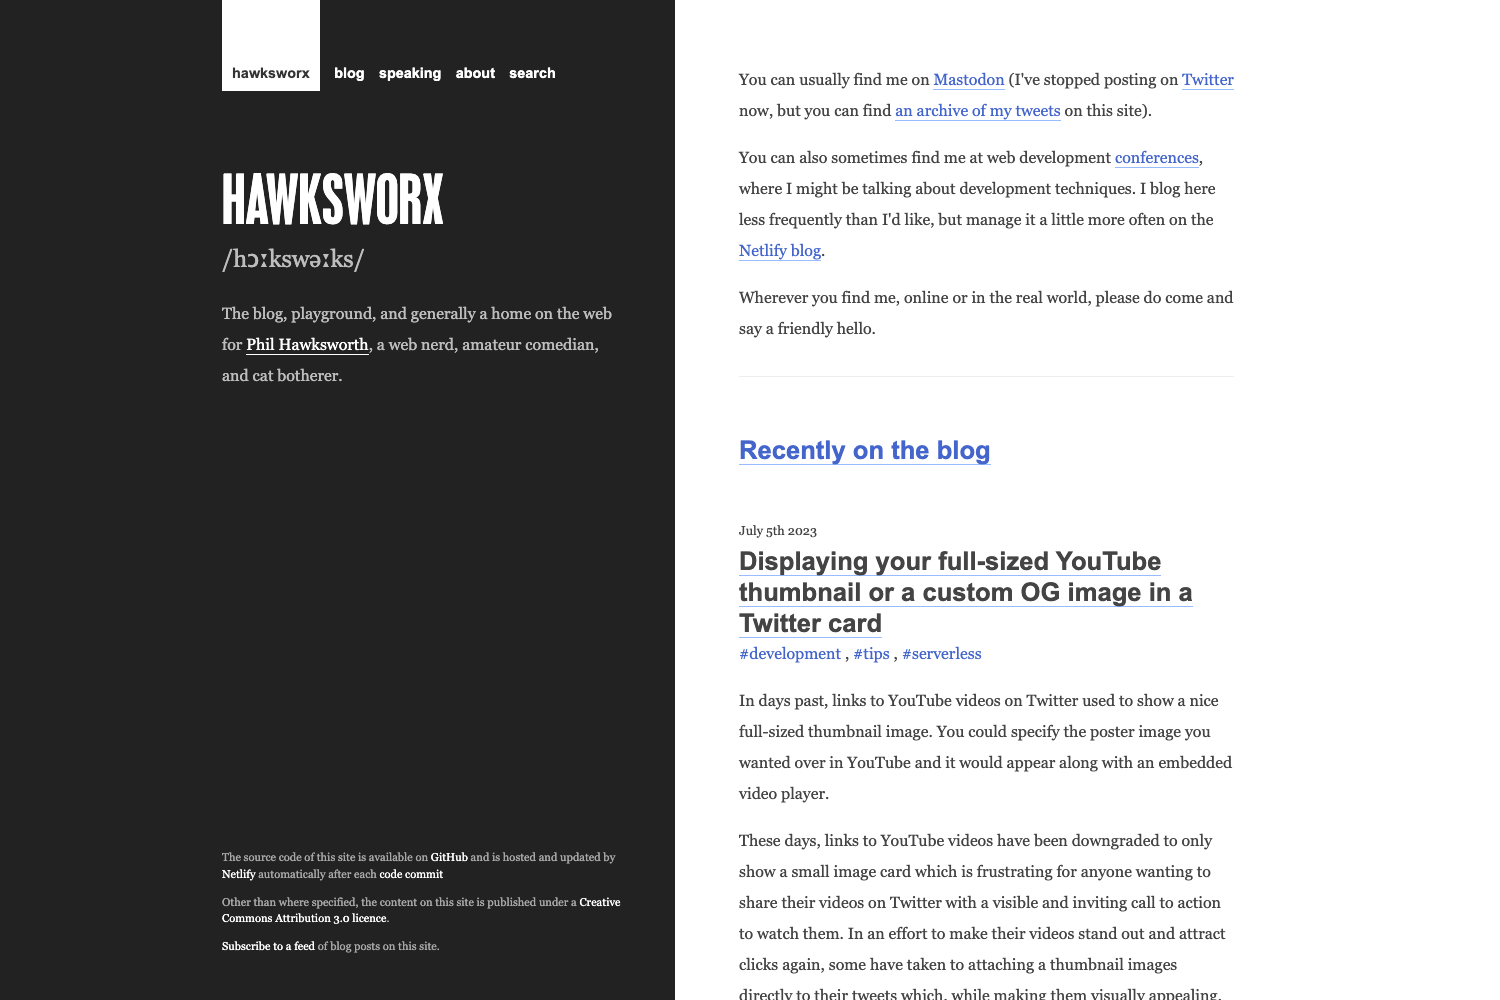 hawksworx blog speaking about search
HAWKSWORX
/hɔːkswəːks/
The blog, playground, and generally a home on the web
for Phil Hawksworth, a web nerd, amateur comedian,
and cat botherer.
The source code of this site is available on GitHub and is hosted and updated by
Netlify automatically after each code commit
Other than where specified, the content on this site is published under a Creative
Commons Attribution 3.0 licence.
Subscribe to a feed of blog posts on this site.
You can usually find me on Mastodon (I've stopped posting on Twitter
now, but you can find an archive of my tweets on this site).
You can also sometimes find me at web development conferences,
where I might be talking about development techniques. I blog here
less frequently than I'd like, but manage it a little more often on the
Netlify blog.
Wherever you find me, online or in the real world, please do come and
say a friendly hello.
Recently on the blog
July 5th 2023
Displaying your full-sized YouTube
thumbnail or a custom OG image in a
Twitter card
#development , #tips , #serverless
In days past, links to YouTube videos on Twitter used to show a nice
full-sized thumbnail image. You could specify the poster image you
wanted over in YouTube and it would appear along with an embedded
video player.
These days, links to YouTube videos have been downgraded to only
show a small image card which is frustrating for anyone wanting to
share their videos on Twitter with a visible and inviting call to action
to watch them. In an effort to make their videos stand out and attract
clicks again, some have taken to attaching a thumbnail images
directly to their tweets which, while making them visually appealing,